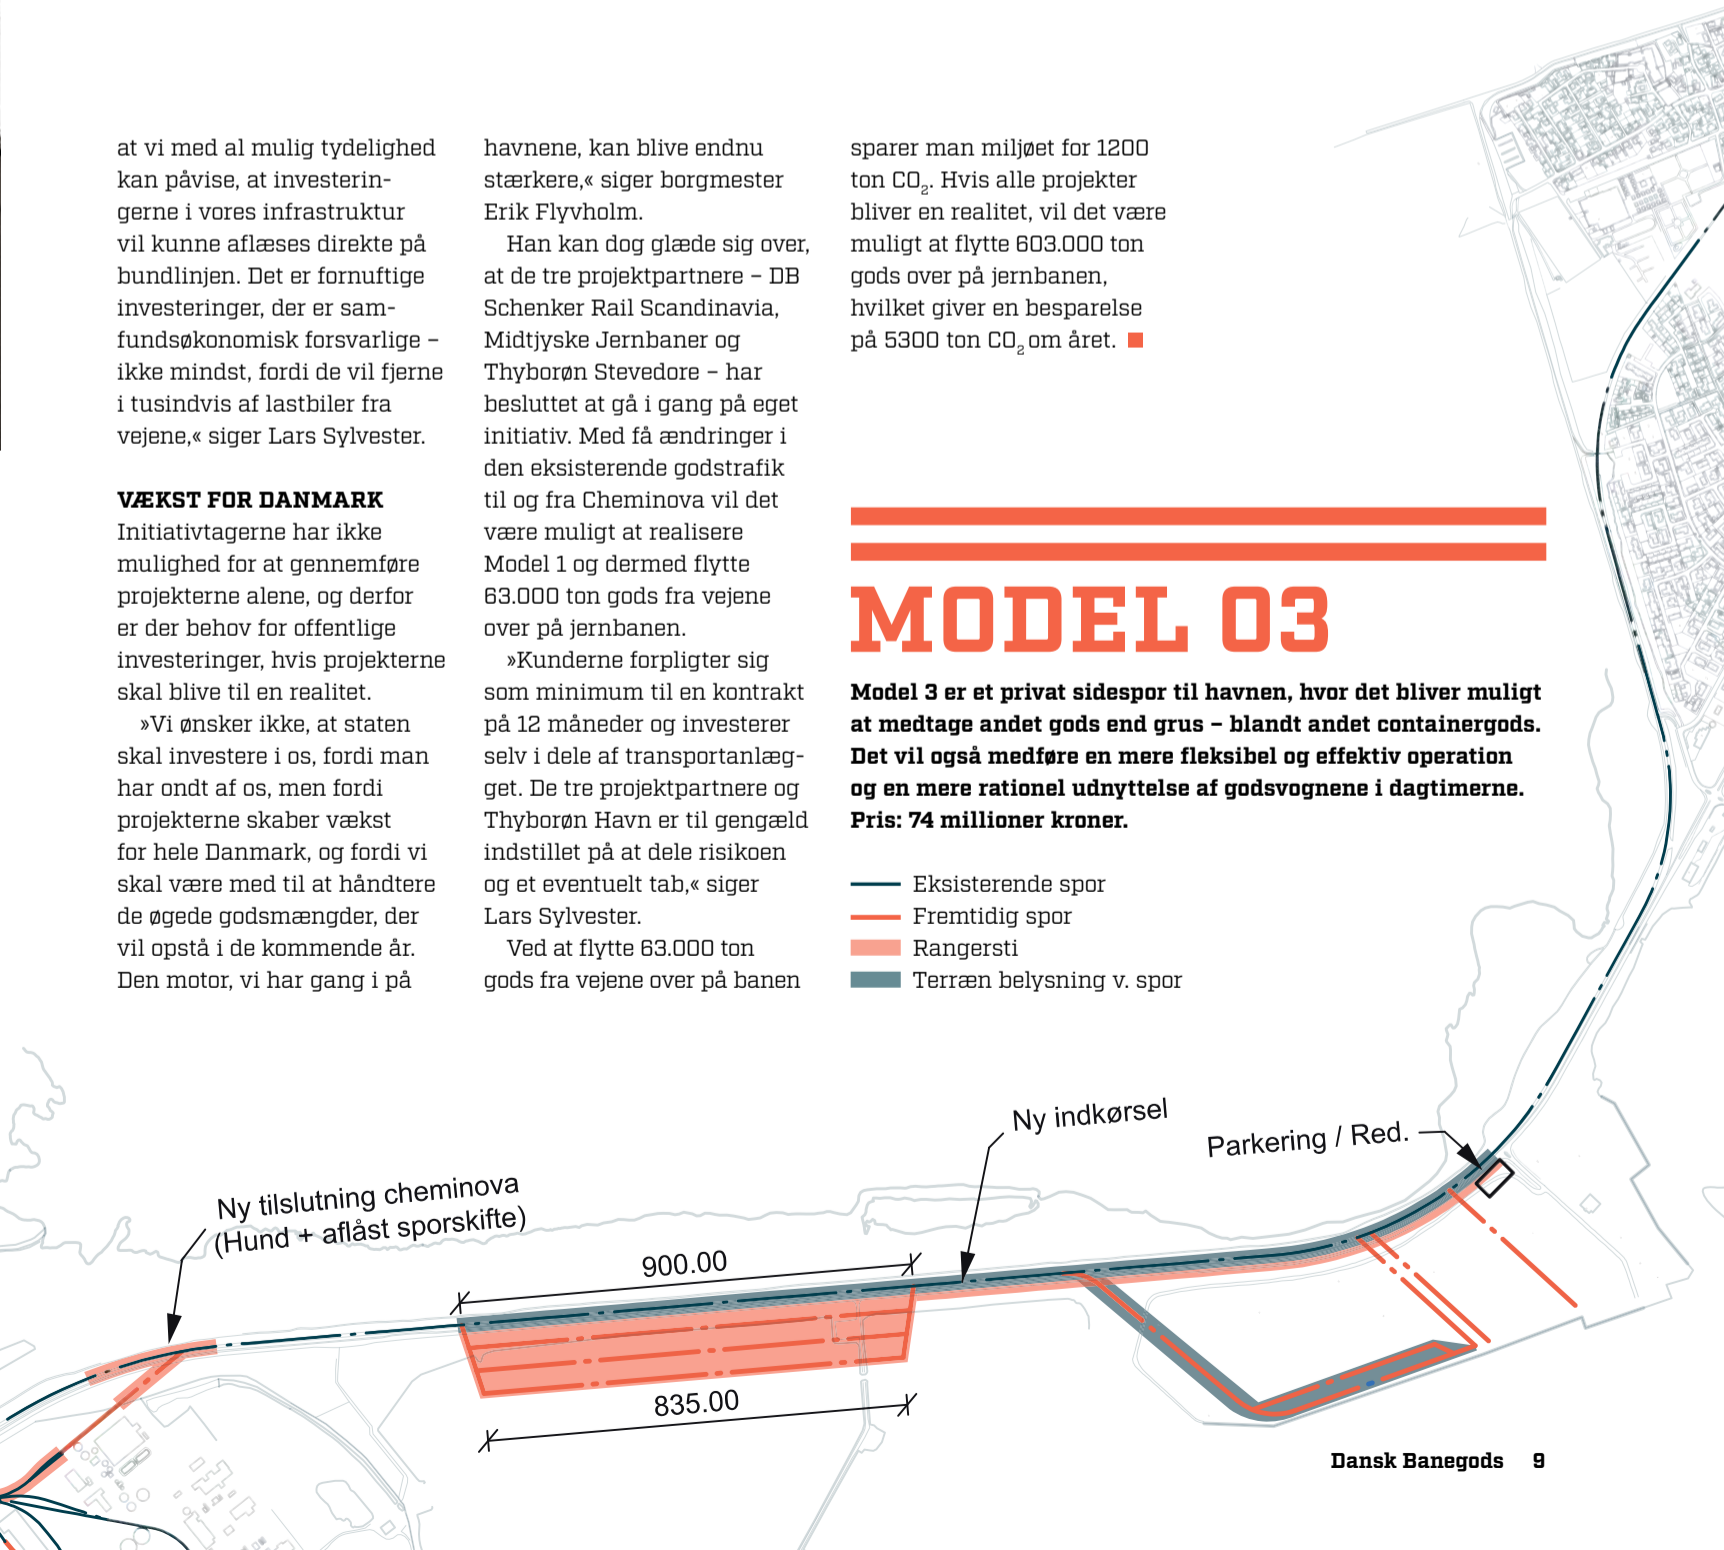 at vi med al mulig tydelighed
kan påvise, at investerin-
gerne i vores infrastruktur
vil kunne aflæses direkte på
bundlinjen. Det er fornuftige
investeringer, der er sam-
fundsøkonomisk forsvarlige –
ikke mindst, fordi de vil fjerne
i tusindvis af lastbiler fra
vejene,« siger Lars Sylvester.
VÆKST FOR DANMARK
Initiativtagerne har ikke
mulighed for at gennemføre
projekterne alene, og derfor
er der behov for offentlige
investeringer, hvis projekterne
skal blive til en realitet.
»Vi ønsker ikke, at staten
skal investere i os, fordi man
har ondt af os, men fordi
projekterne skaber vækst
for hele Danmark, og fordi vi
skal være med til at håndtere
de øgede godsmængder, der
vil opstå i de kommende år.
Den motor, vi har gang i på
havnene, kan blive endnu
stærkere,« siger borgmester
Erik Flyvholm.
Han kan dog glæde sig over,
at de tre projektpartnere – DB
Schenker Rail Scandinavia,
Midtjyske Jernbaner og
Thyborøn Stevedore – har
besluttet at gå i gang på eget
initiativ. Med få ændringer i
den eksisterende godstrafik
til og fra Cheminova vil det
være muligt at realisere
Model 1 og dermed flytte
63.000 ton gods fra vejene
over på jernbanen.
»Kunderne forpligter sig
som minimum til en kontrakt
på 12 måneder og investerer
selv i dele af transportanlæg-
get. De tre projektpartnere og
Thyborøn Havn er til gengæld
indstillet på at dele risikoen
og et eventuelt tab,« siger
Lars Sylvester.
Ved at flytte 63.000 ton
gods fra vejene over på banen
sparer man miljøet for 1200
ton CO₂. Hvis alle projekter
bliver en realitet, vil det være
muligt at flytte 603.000 ton
gods over på jernbanen,
hvilket giver en besparelse
på 5300 ton CO₂ om året.
MODEL 03
Model 3 er et privat sidespor til havnen, hvor det bliver muligt
at medtage andet gods end grus – blandt andet containergods.
Det vil også medføre en mere fleksibel og effektiv operation
og en mere rationel udnyttelse af godsvognene i dagtimerne.
Pris: 74 millioner kroner.
Eksisterende spor
Fremtidig spor
Rangersti
Terræn belysning v. spor
Ny indkørsel
Parkering / Red.
Ny tilslutning cheminova
(Hund + aflåst sporskifte)
900.00
835.00
Dansk Banegods 9